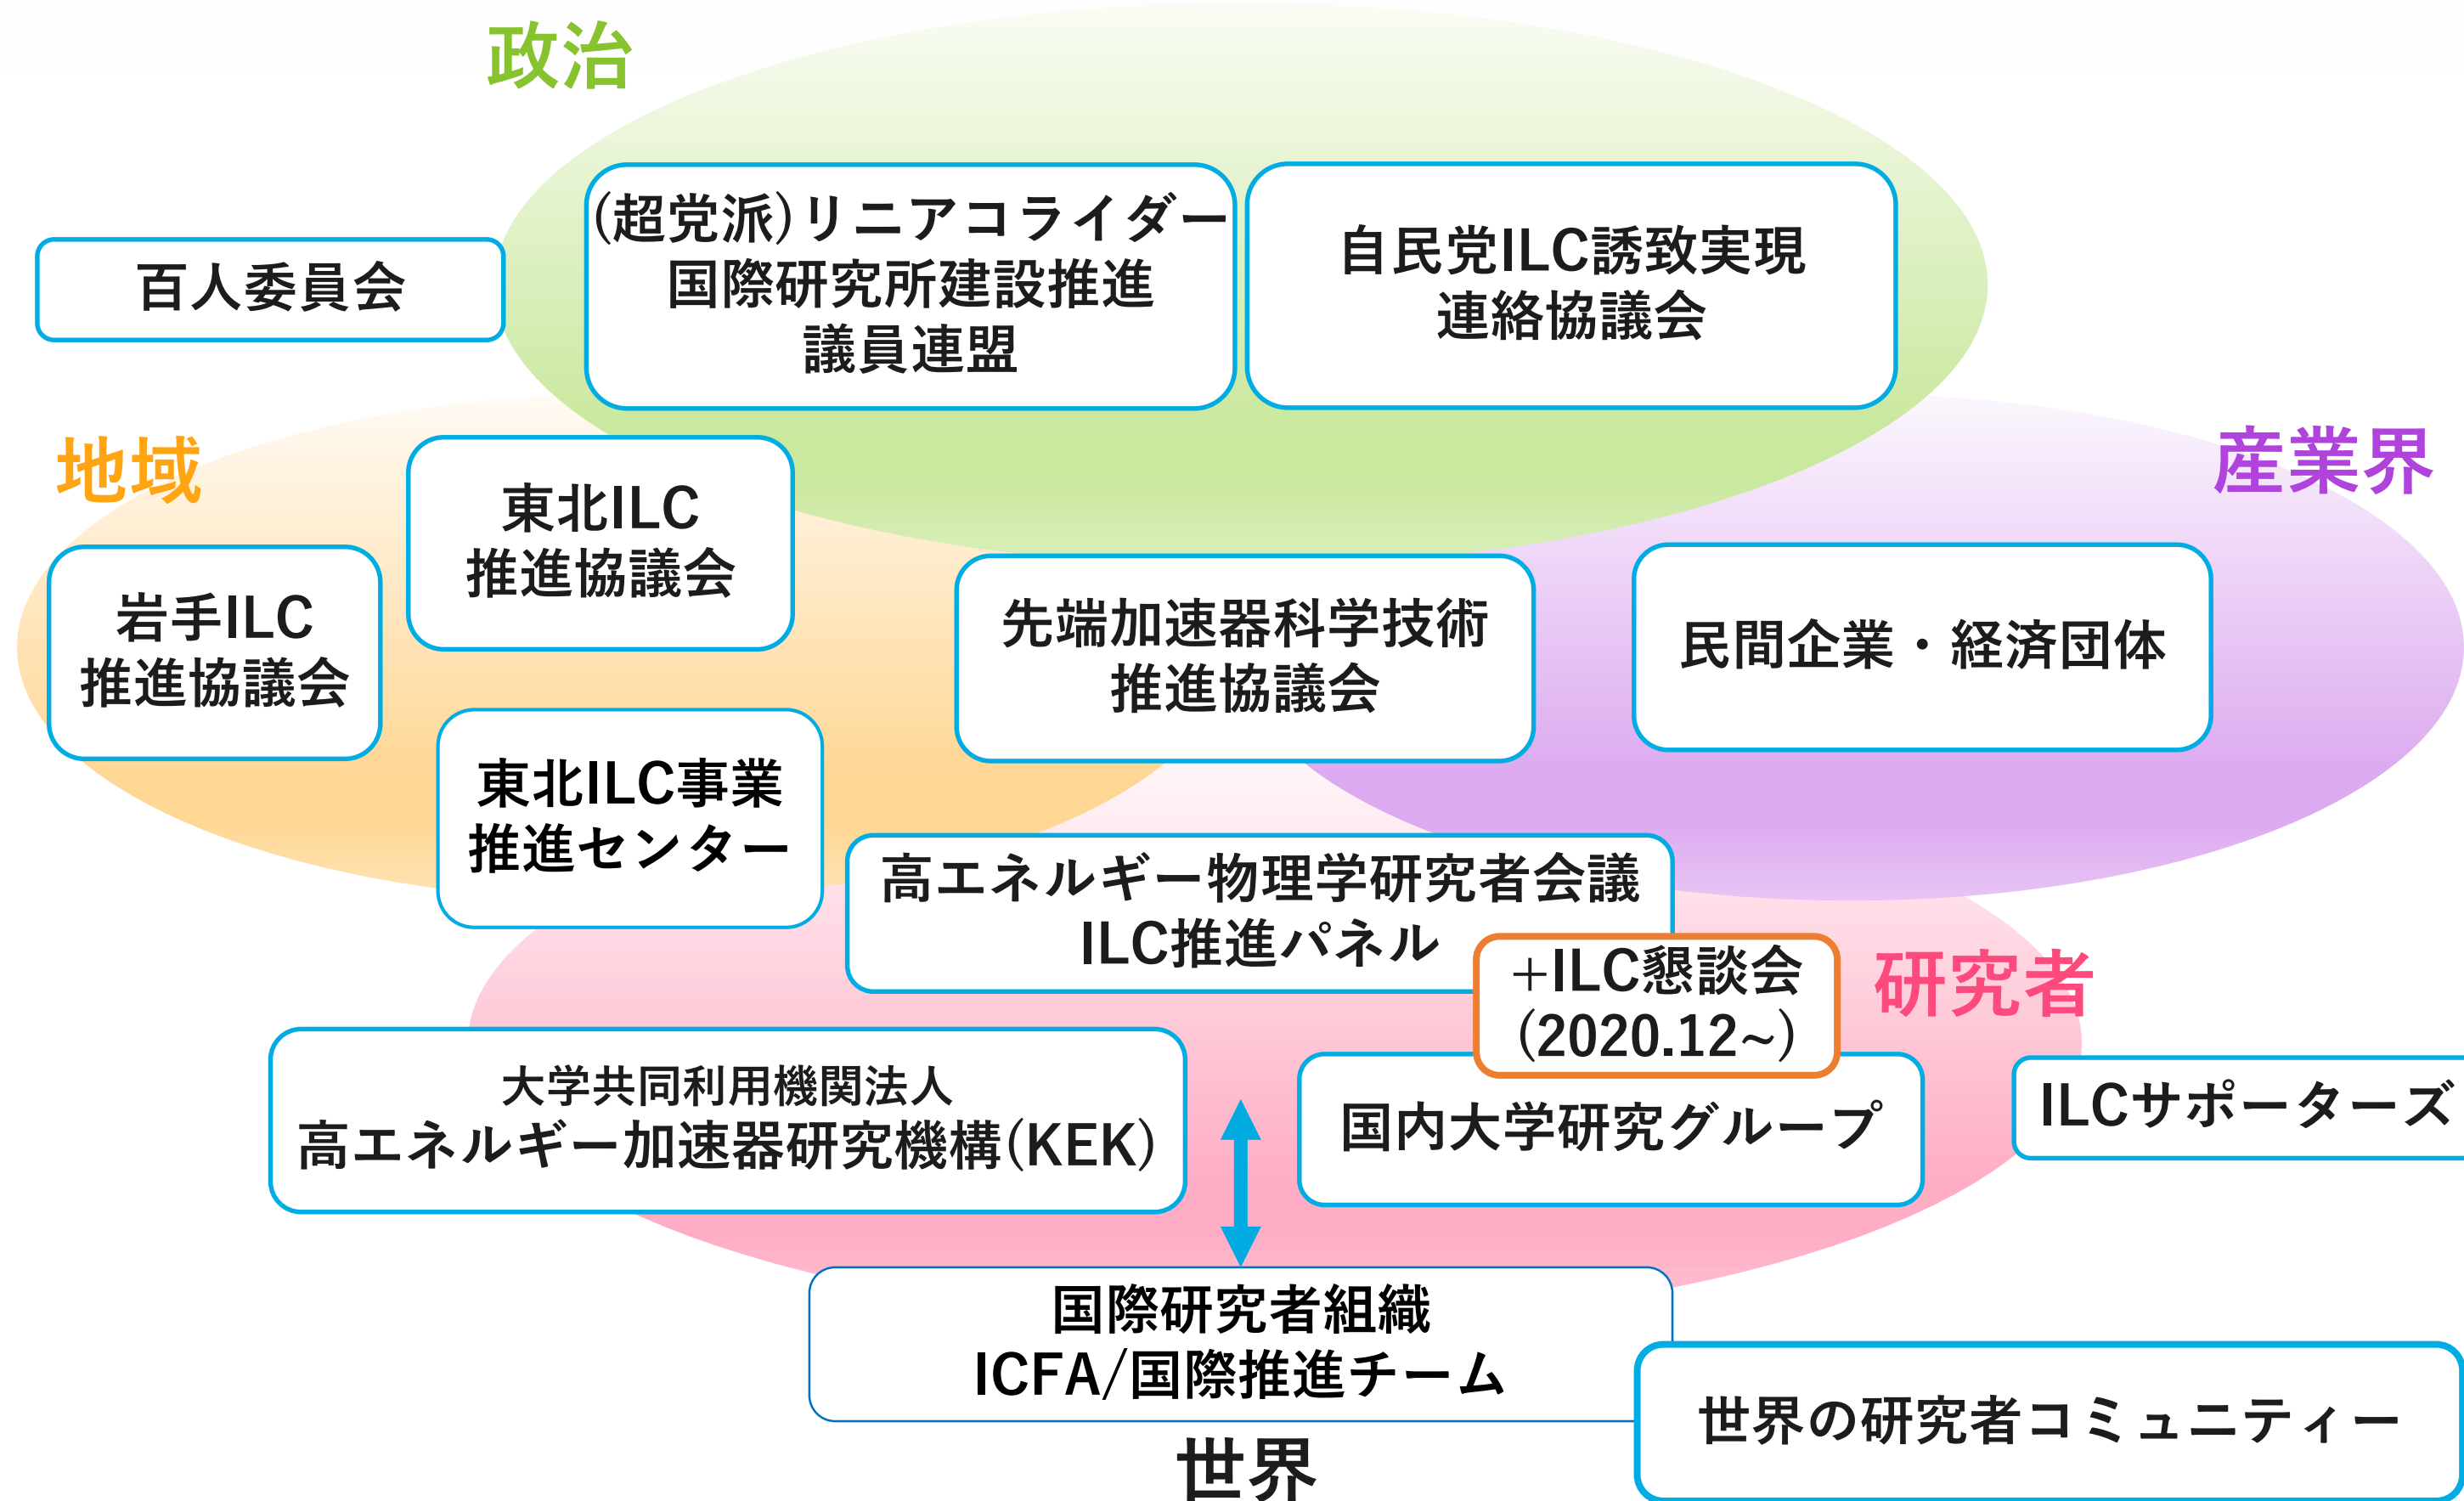 政治
(超党派)リニアコライダー
国際研究所建設推進
議員連盟
自民党ILC誘致実現
連絡協議会
百人委員会
地域
産業界
東北ILC
推進協議会
岩手ILC
推進協議会
先端加速器科学技術
推進協議会
民間企業・経済団体
東北ILC事業
推進センター
高エネルギー物理学研究者会議
ILC推進パネル
+ILC懇談会
(2020.12~)
研究者
大学共同利用機関法人
高エネルギー加速器研究機構(KEK)
国内大学研究グループ
ILCサポーターズ
国際研究者組織
ICFA/国際推進チーム
世界の研究者コミュニティー
世界